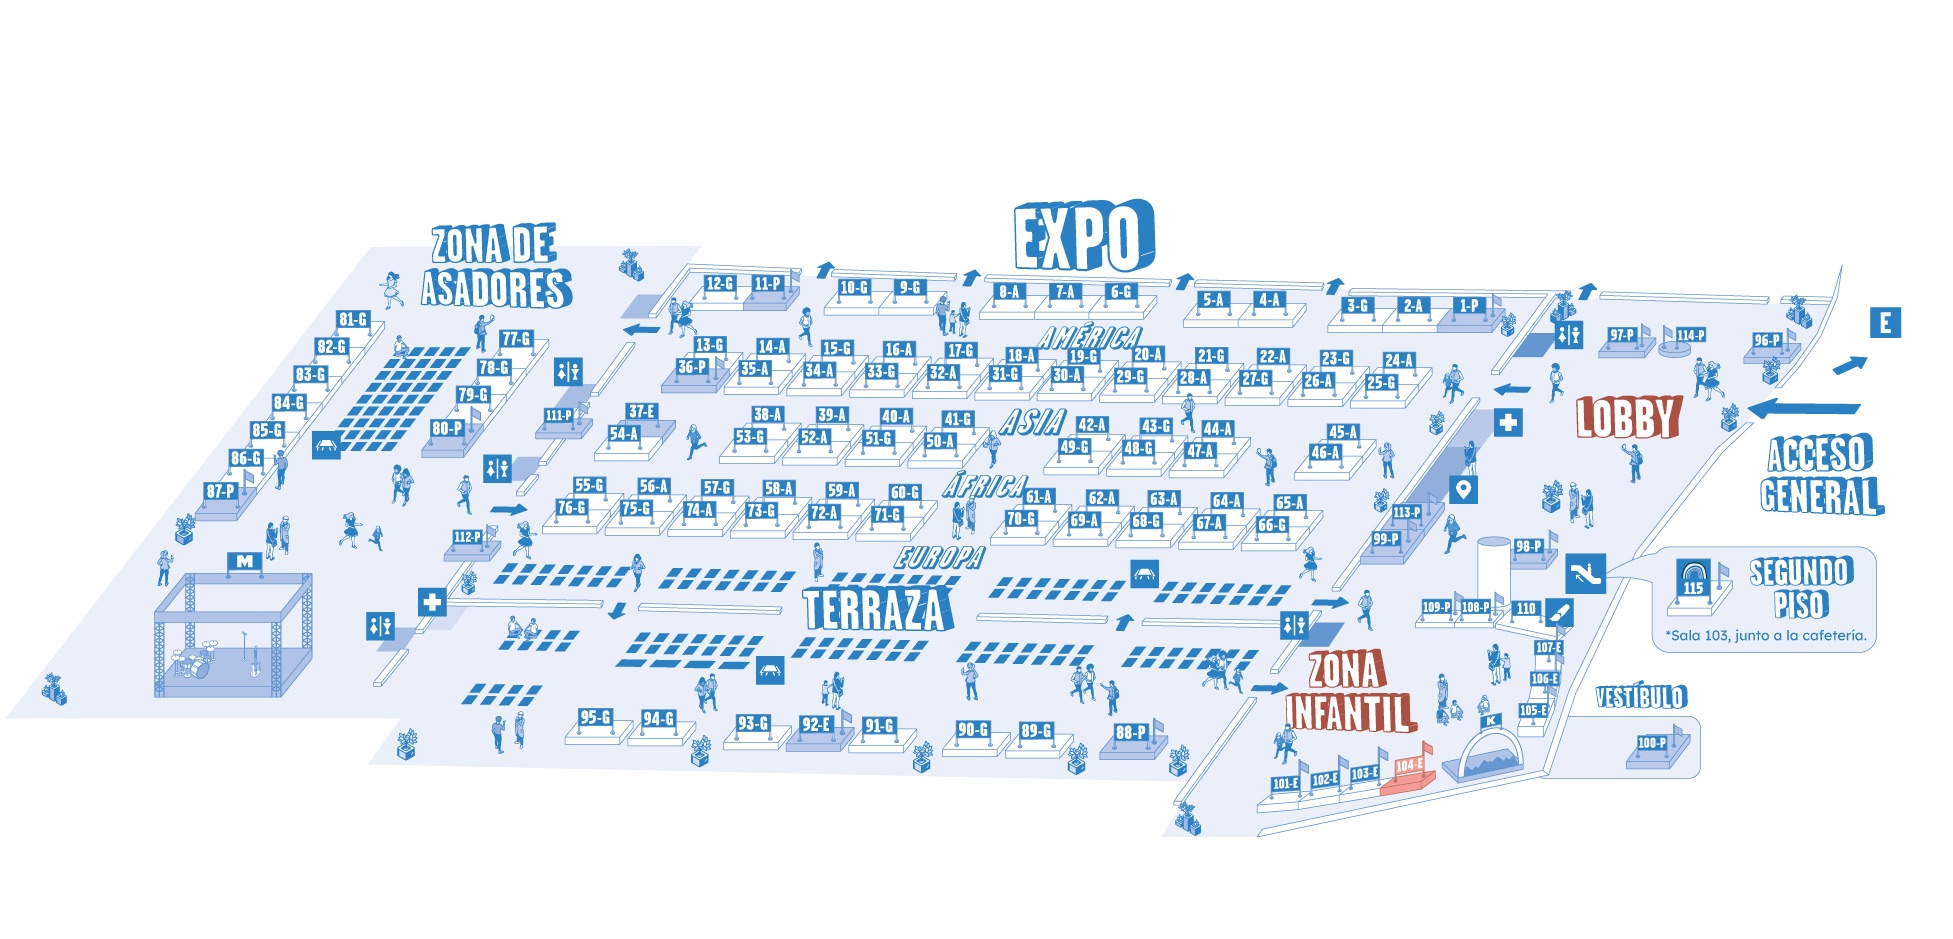 EXPO
ZONA DE
ASADORES
12-G 11-P 10-G 9-G 8-A 7-A 6-G 5-A 4-A 3-G 2-A 1-P
E
81-G
82-G
83-G
84-G
85-G
86-G
87-P
77-G
78-G
79-G
80-P
AMÉRICA
13-G 14-A 15-G 16-A 17-G 18-A 19-G 20-A 21-G 22-A 23-G 24-A
36-P 35-A 34-A 33-G 32-A 31-G 30-A 29-G 28-A 27-G 26-A 25-G
97-P 114-P 96-P
LOBBY
ACCESO
GENERAL
111-P
ASIA
37-E 38-A 39-A 40-A 41-G 42-A 43-G 44-A 45-A
54-A 53-G 52-A 51-G 50-A 49-G 48-G 47-A 46-A
ÁFRICA
55-G 56-A 57-G 58-A 59-A 60-G 61-A 62-A 63-A 64-A 65-A
76-G 75-G 74-A 73-G 72-A 71-G 70-G 69-A 68-G 67-A 66-G
113-P
99-P
98-P
112-P
EUROPA
M
TERRAZA
109-P 108-P 110
107-E
106-E
105-E
115
SEGUNDO
PISO
*Sala 103, junto a la cafetería.
ZONA
INFANTIL
VESTÍBULO
100-P
95-G 94-G 93-G 92-E 91-G 90-G 89-G 88-P
K
101-E 102-E 103-E 104-E